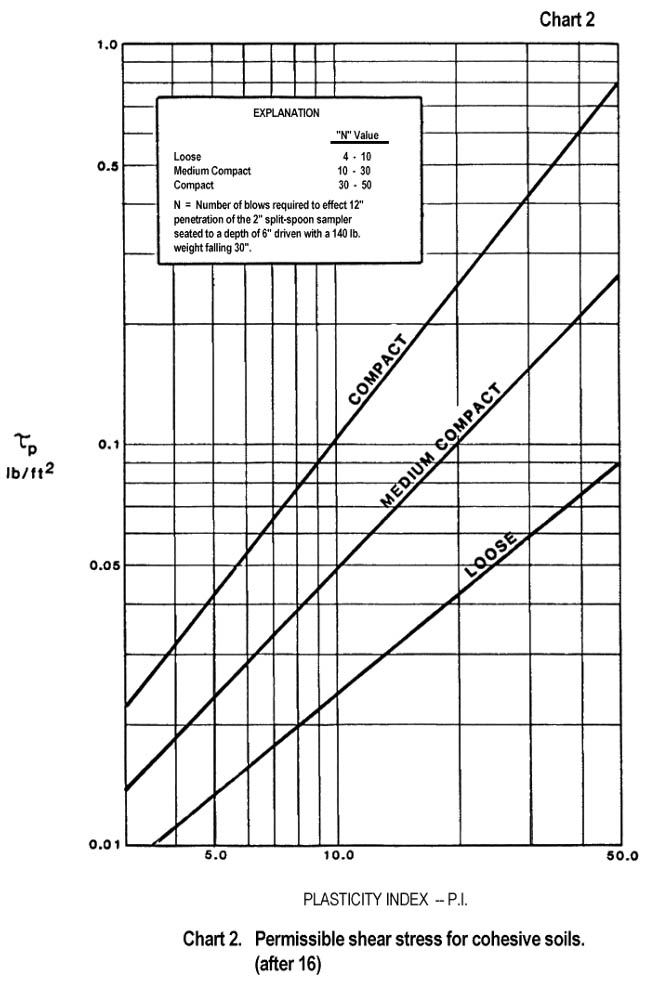 Chart 2
1.0
EXPLANATION
"N" Value
Loose 4 - 10
Medium Compact 10 - 30
Compact 30 - 50
N = Number of blows required to effect 12"
penetration of the 2" split-spoon sampler
seated to a depth of 6" driven with a 140 lb.
weight falling 30".
0.5
COMPACT
MEDIUM COMPACT
LOOSE
τp
lb/ft²
0.1
0.05
0.01
5.0 10.0 50.0
PLASTICITY INDEX -- P.I.
Chart 2. Permissible shear stress for cohesive soils.
(after 16)